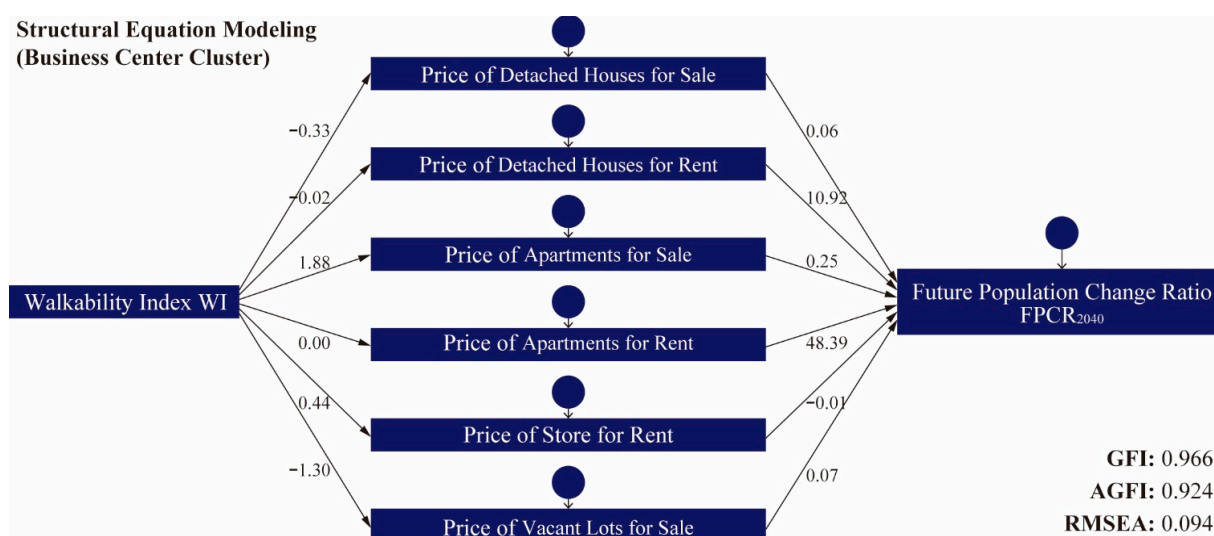 Structural Equation Modeling
(Business Center Cluster)
Price of Detached Houses for Sale
−0.33
0.06
Price of Detached Houses for Rent
−0.02
10.92
Price of Apartments for Sale
1.88
0.25
Walkability Index WI
Future Population Change Ratio
FPCR2040
Price of Apartments for Rent
0.00
48.39
0.44
−0.01
Price of Store for Rent
−1.30
0.07
Price of Vacant Lots for Sale
GFI: 0.966
AGFI: 0.924
RMSEA: 0.094